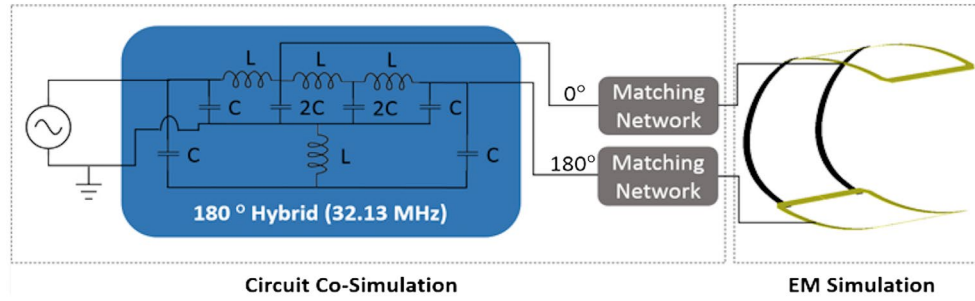 L
L
L
C
2C
2C
C
C
L
C
180 ° Hybrid (32.13 MHz)
0°
Matching
Network
180°
Matching
Network
Circuit Co-Simulation
EM Simulation